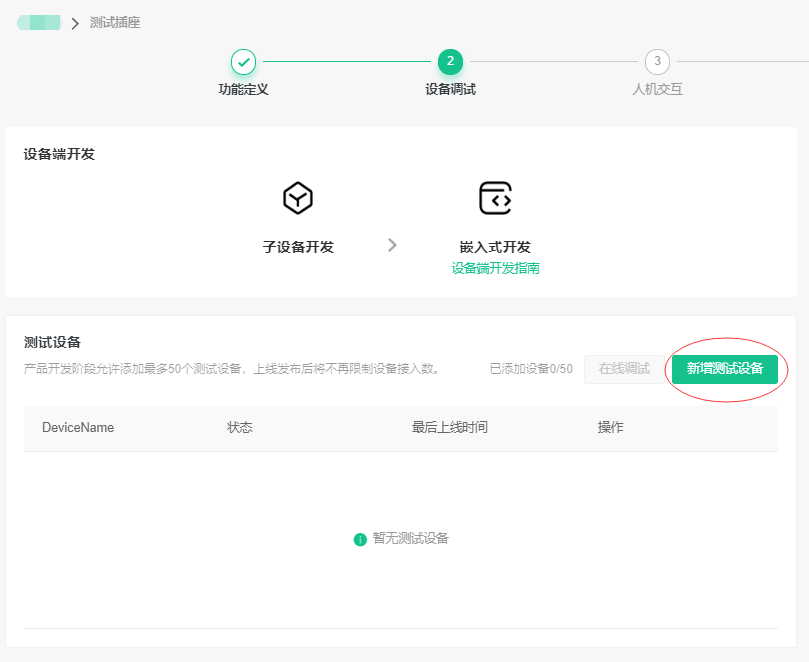 测试插座
2
3
功能定义
设备调试
人机交互
设备端开发
子设备开发
嵌入式开发
设备端开发指南
测试设备
产品开发阶段允许添加最多50个测试设备，上线发布后将不再限制设备接入数。
已添加设备0/50
在线调试
新增测试设备
DeviceName
状态
最后上线时间
操作
暂无测试设备